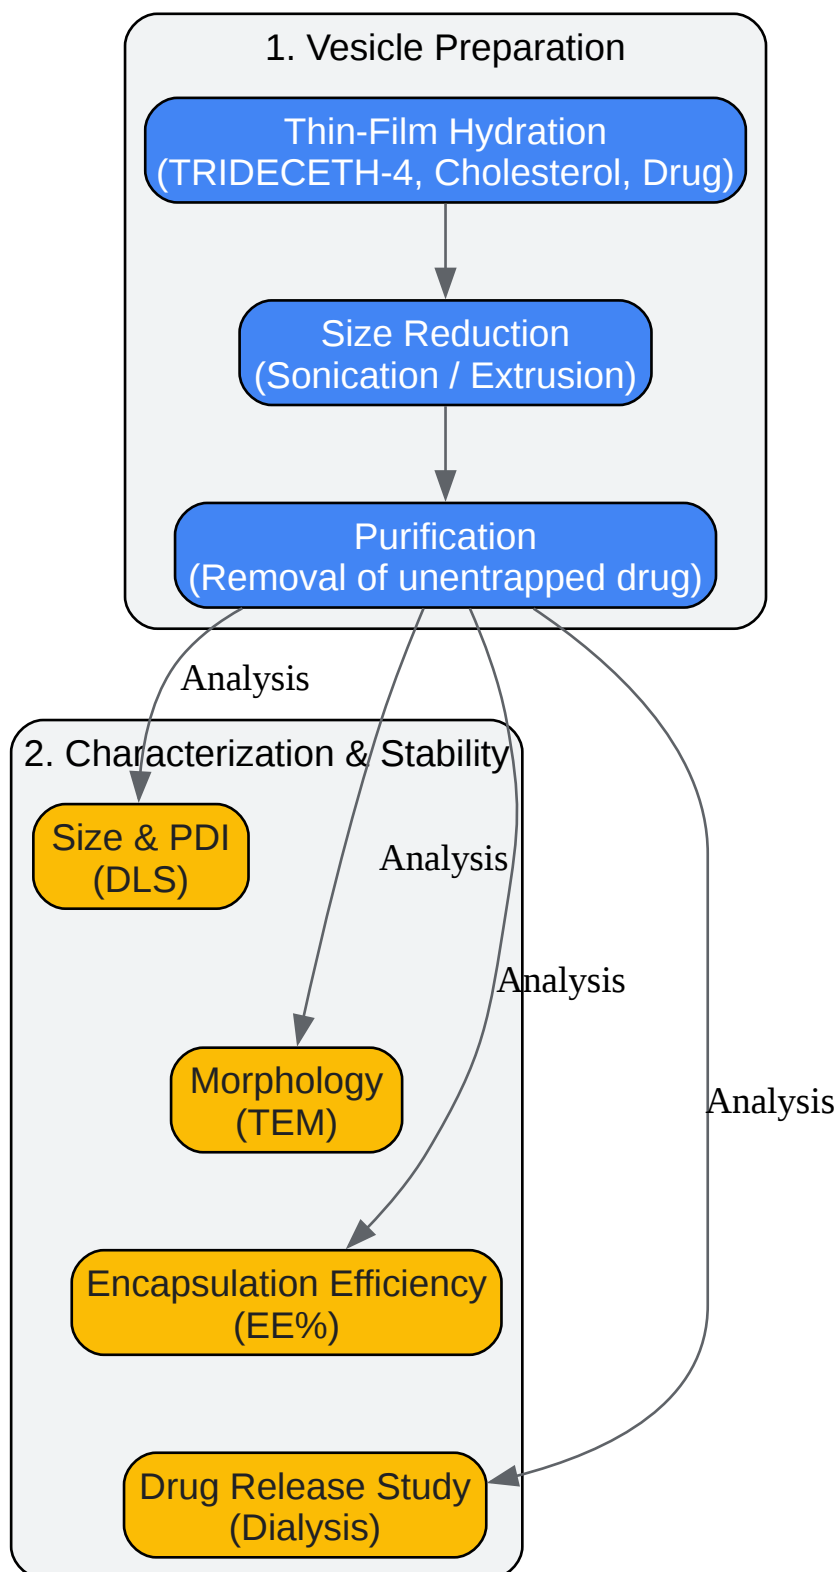 1. Vesicle Preparation
Thin-Film Hydration
(TRIDECETH-4, Cholesterol, Drug)
Size Reduction
(Sonication / Extrusion)
Purification
(Removal of unentrapped drug)
Analysis
2. Characterization & Stability
Size & PDI
(DLS)
Analysis
Analysis
Morphology
(TEM)
Analysis
Encapsulation Efficiency
(EE%)
Drug Release Study
(Dialysis)